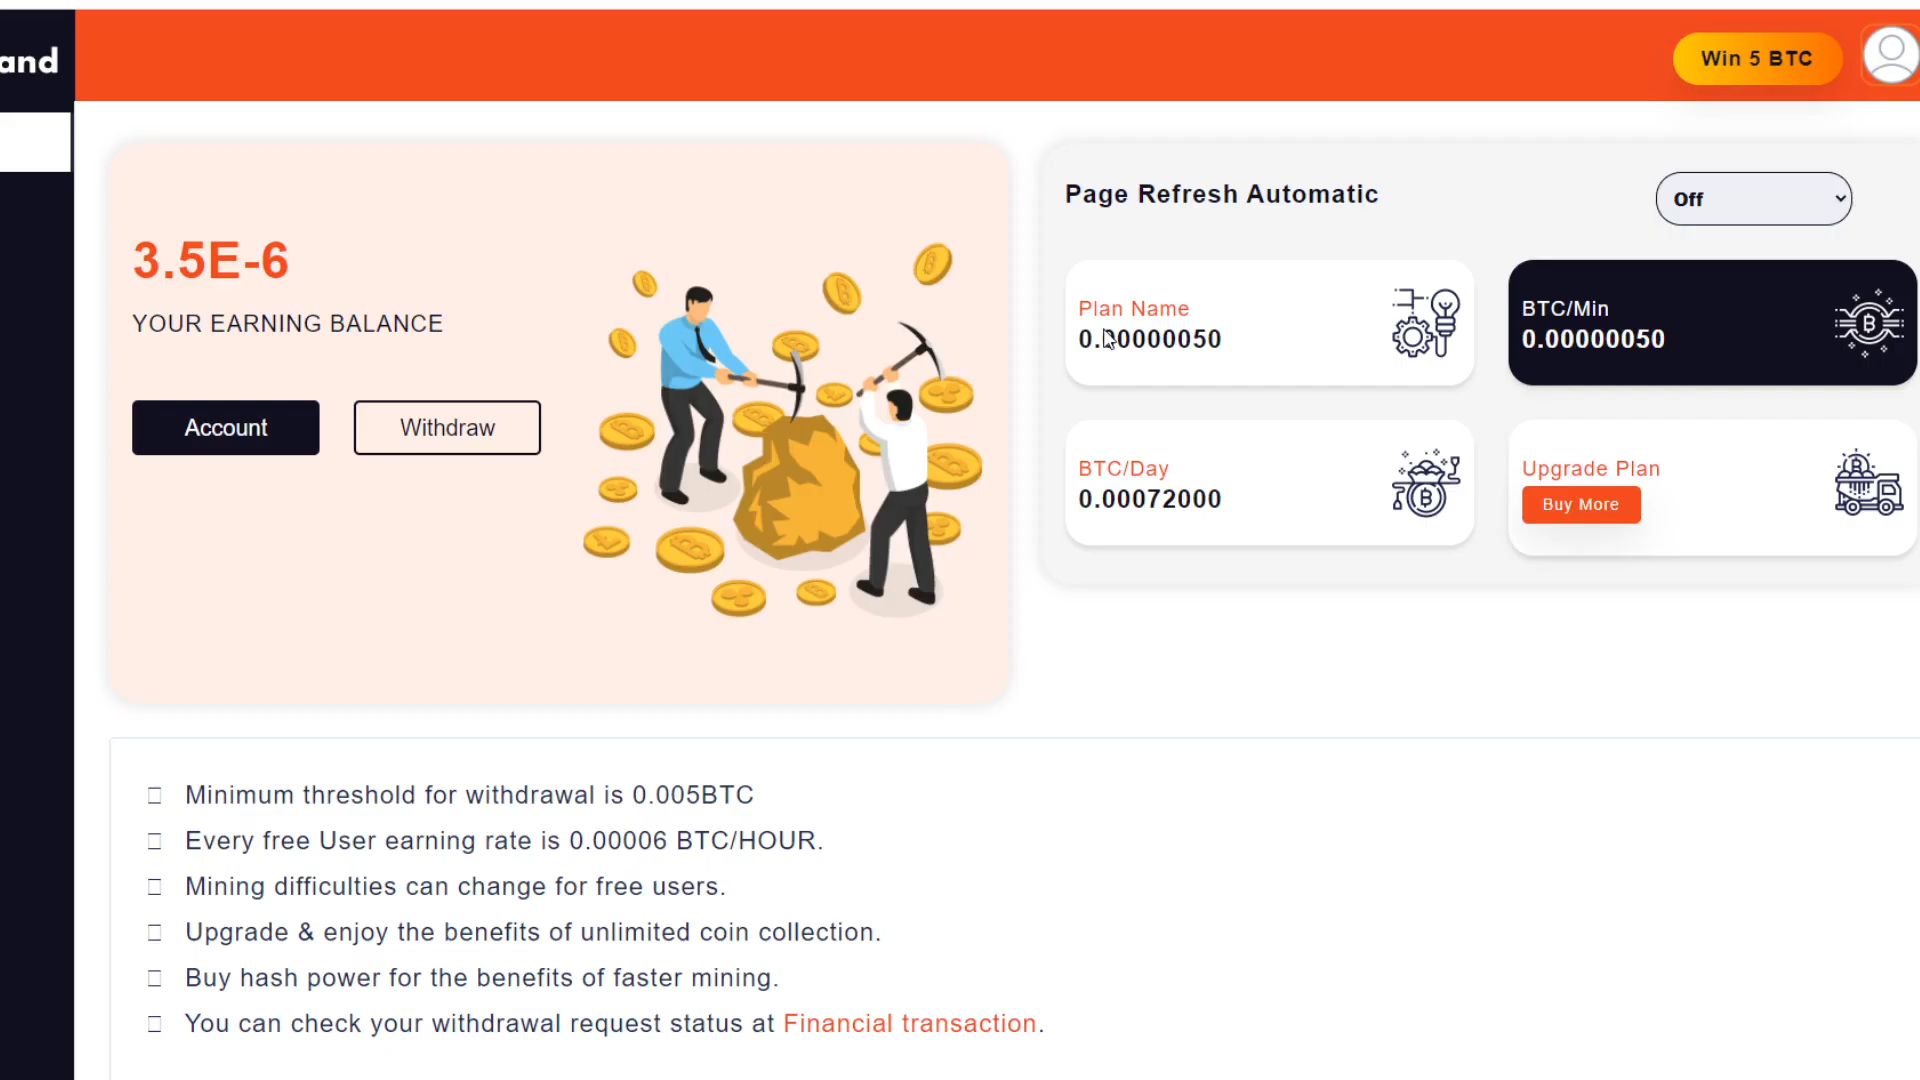 and
Win 5 BTC
3.5E-6
YOUR EARNING BALANCE
Account
Withdraw
Page Refresh Automatic
Off
Plan Name
0.00000050
BTC/Min
0.00000050
BTC/Day
0.00072000
Upgrade Plan
Buy More
Minimum threshold for withdrawal is 0.005BTC
Every free User earning rate is 0.00006 BTC/HOUR.
Mining difficulties can change for free users.
Upgrade & enjoy the benefits of unlimited coin collection.
Buy hash power for the benefits of faster mining.
You can check your withdrawal request status at Financial transaction.